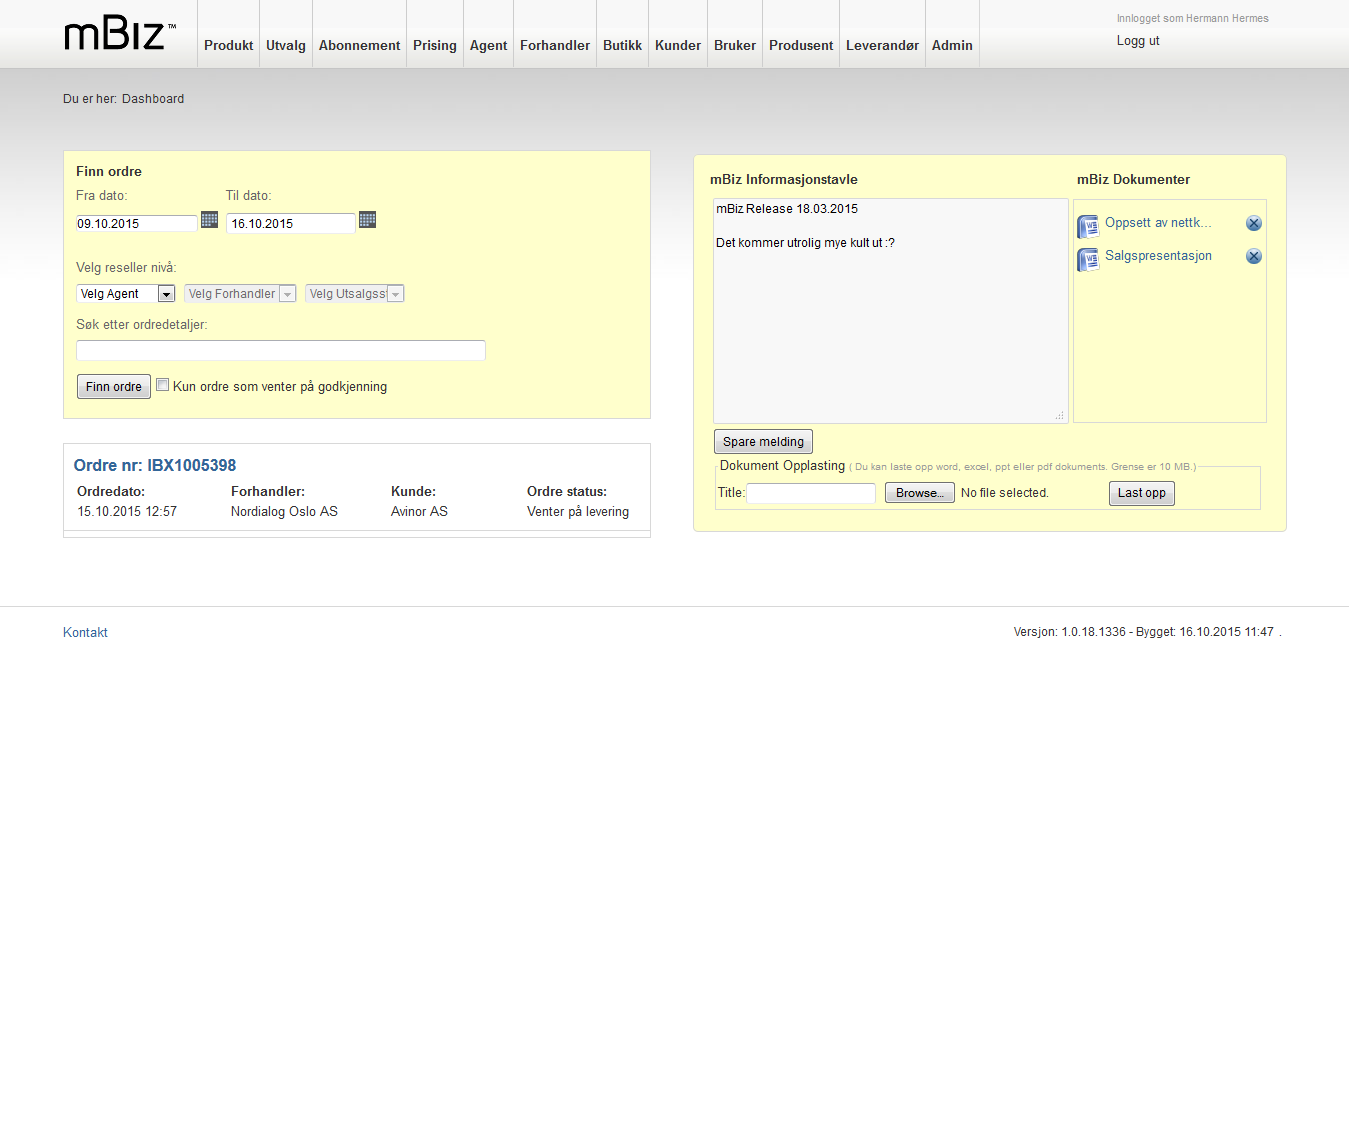 mBiz™
Produkt Utvalg Abonnement Prising Agent Forhandler Butikk Kunder Bruker Produsent Leverandør Admin
Innlogget som Hermann Hermes
Logg ut
Du er her: Dashboard
Finn ordre
Fra dato: Til dato:
09.10.2015 16.10.2015
Velg reseller nivå:
Velg Agent Velg Forhandler Velg Utsalgss
Søk etter ordredetaljer:
Finn ordre Kun ordre som venter på godkjenning
Ordre nr: IBX1005398
Ordredato: Forhandler: Kunde: Ordre status:
15.10.2015 12:57 Nordialog Oslo AS Avinor AS Venter på levering
mBiz Informasjonstavle
mBiz Release 18.03.2015
Det kommer utrolig mye kult ut :?
mBiz Dokumenter
Oppsett av nettk...
Salgspresentasjon
Spare melding
Dokument Opplasting ( Du kan laste opp word, excel, ppt eller pdf dokuments. Grense er 10 MB.)
Title: Browse... No file selected. Last opp
Kontakt
Versjon: 1.0.18.1336 - Bygget: 16.10.2015 11:47 .